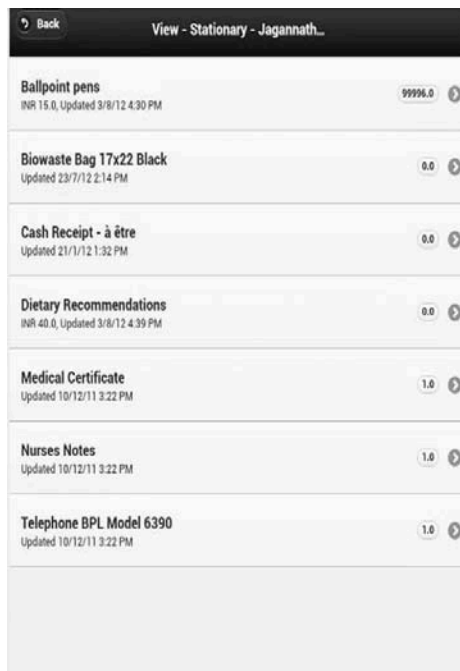 Back
View - Stationary - Jagannath...
Ballpoint pens
99996.0
INR 15.0, Updated 3/8/12 4:30 PM
Biowaste Bag 17x22 Black
0.0
Updated 23/7/12 2:14 PM
Cash Receipt - à être
0.0
Updated 21/1/12 1:32 PM
Dietary Recommendations
0.0
INR 40.0, Updated 3/8/12 4:39 PM
Medical Certificate
1.0
Updated 10/12/11 3:22 PM
Nurses Notes
1.0
Updated 10/12/11 3:22 PM
Telephone BPL Model 6390
1.0
Updated 10/12/11 3:22 PM